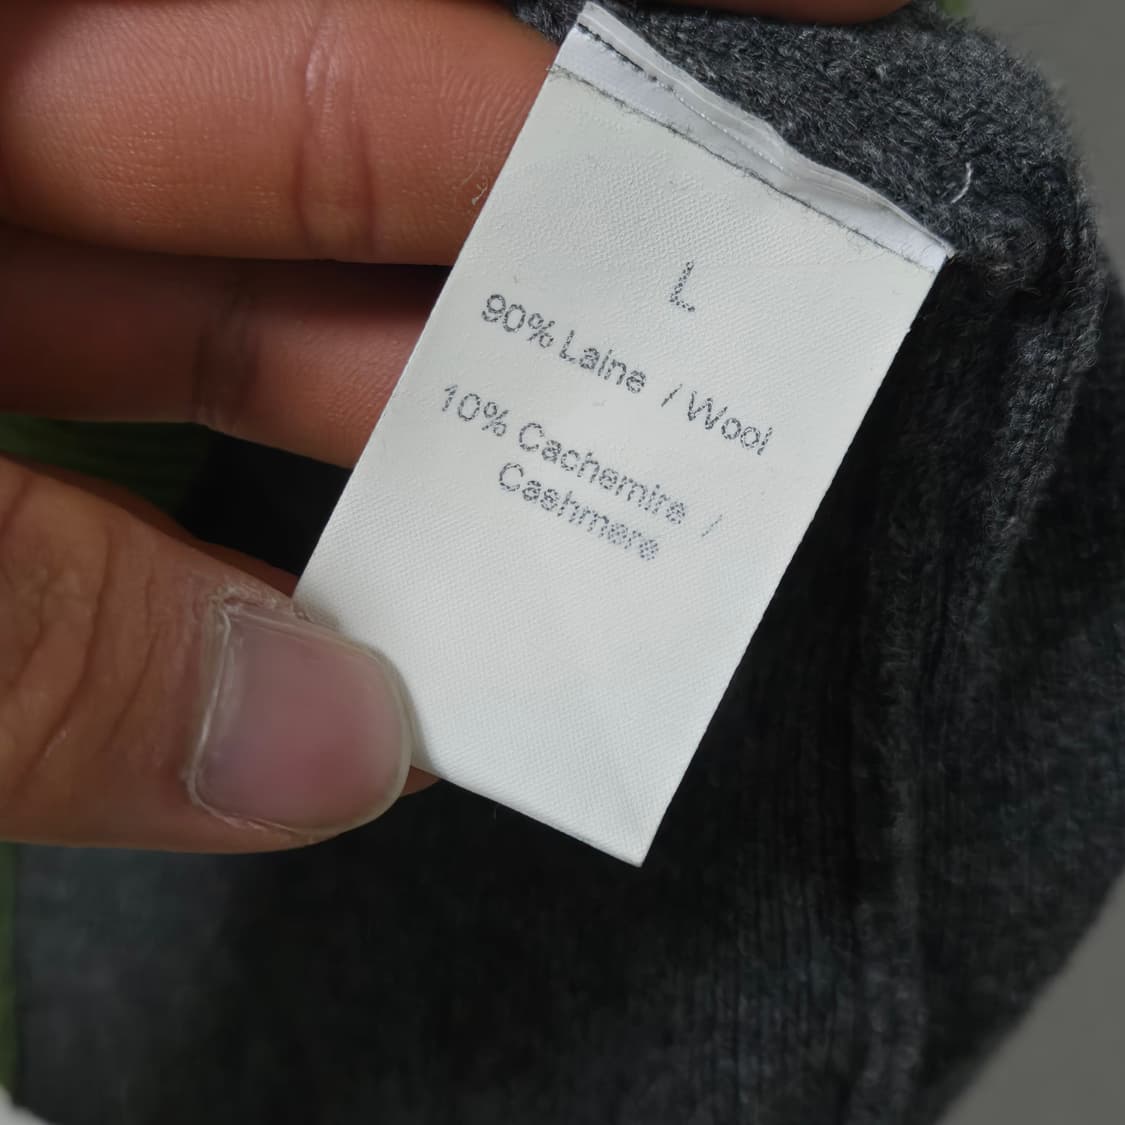 L
90% Laine / Wool
10% Cachemire /
Cashmere